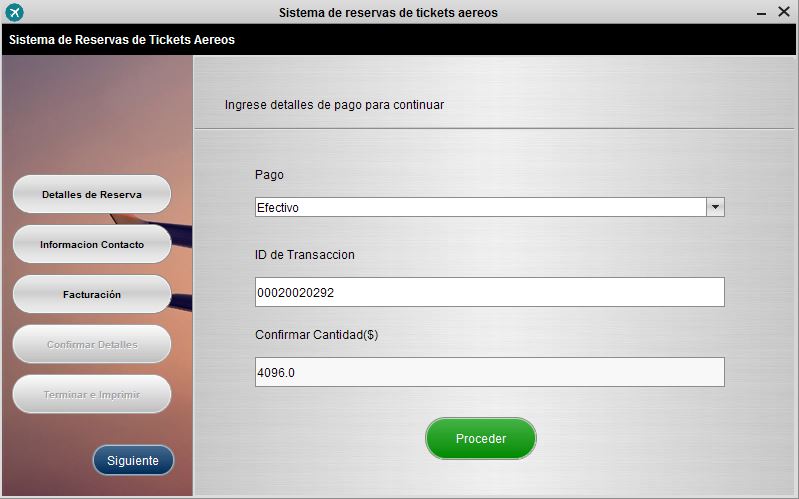 Sistema de reservas de tickets aereos
Sistema de Reservas de Tickets Aereos
Ingrese detalles de pago para continuar
Pago
Efectivo
ID de Transaccion
00020020292
Confirmar Cantidad($)
4096.0
Proceder
Detalles de Reserva
Informacion Contacto
Facturación
Confirmar Detalles
Terminar e Imprimir
Siguiente